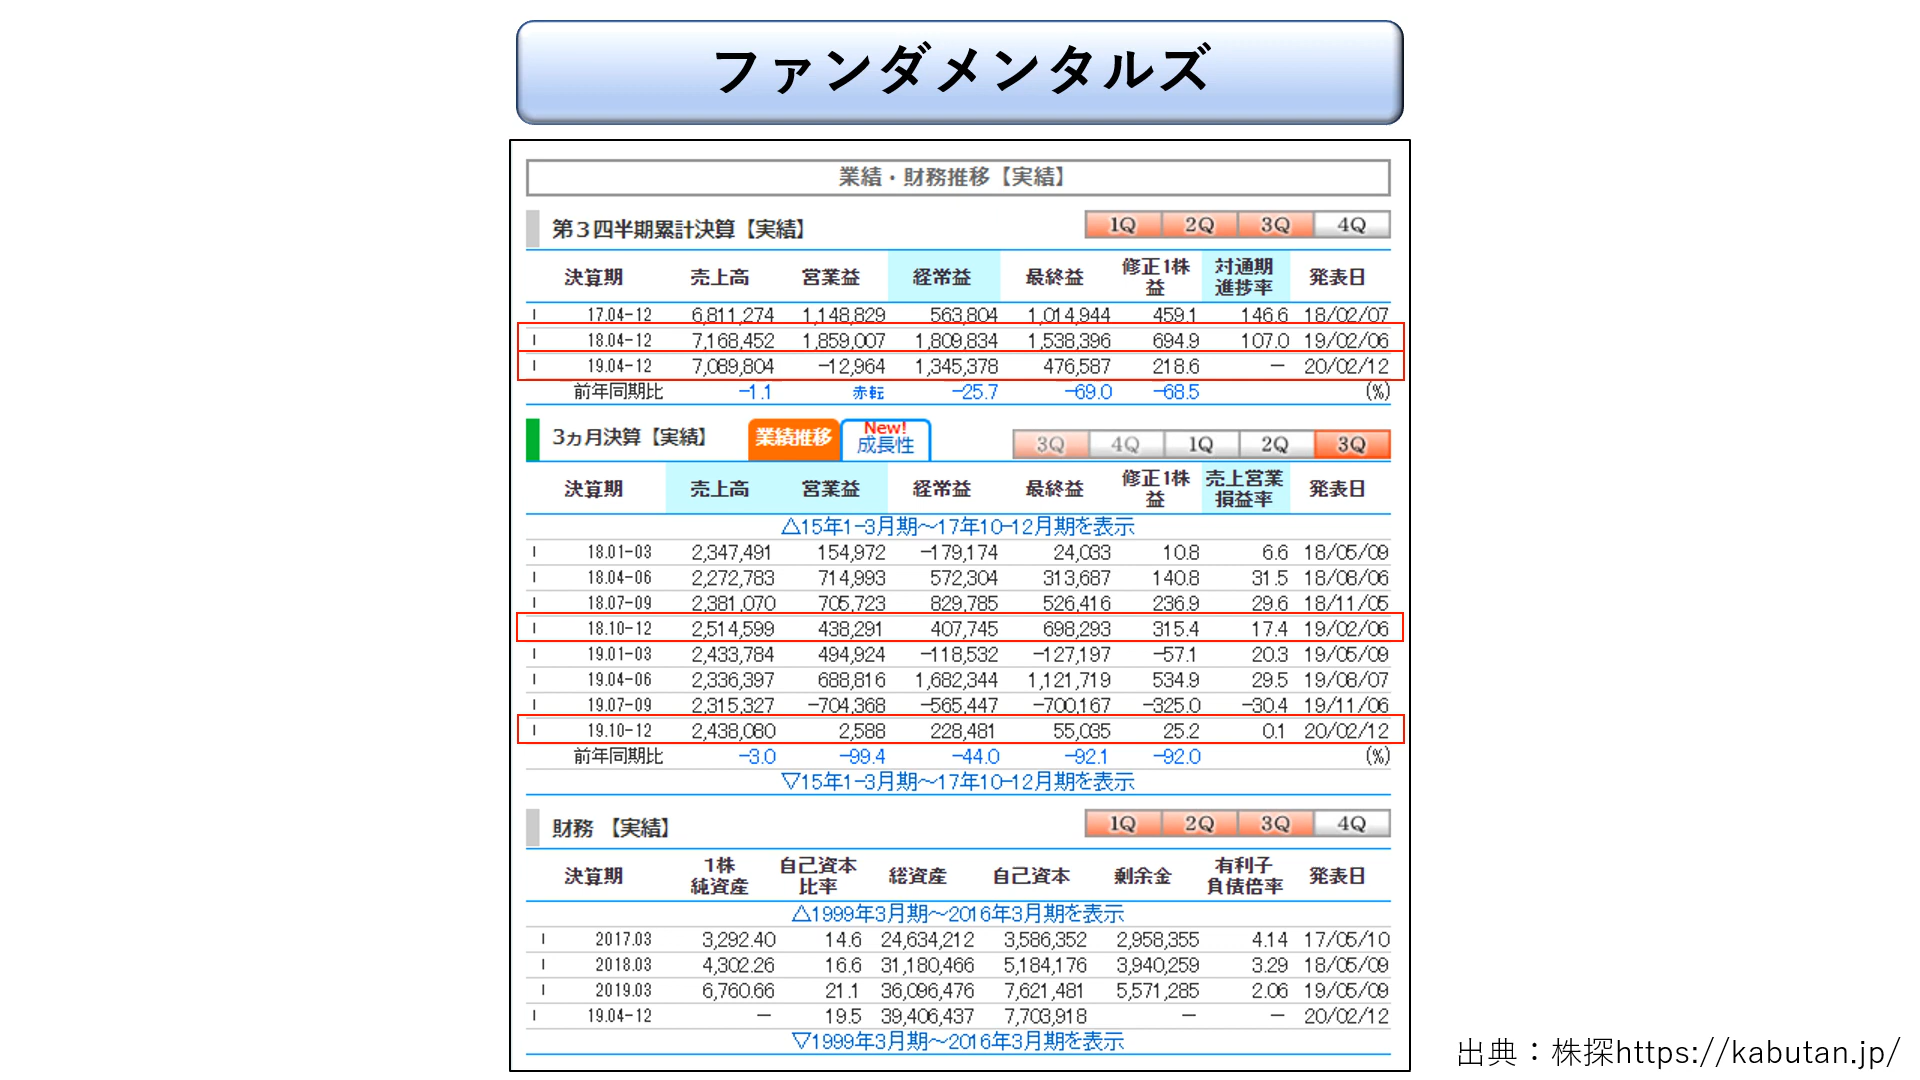 ファンダメンタルズ
業績・財務推移【実績】
第３四半期累計決算【実績】 1Q 2Q 3Q 4Q
決算期 売上高 営業益 経常益 最終益 修正1株益 対通期進捗率 発表日
I 17.04-12 6,811,274 1,148,829 563,804 1,014,944 459.1 146.6 18/02/07
I 18.04-12 7,168,452 1,859,007 1,809,834 1,538,396 694.9 107.0 19/02/06
I 19.04-12 7,089,804 -12,964 1,345,378 476,587 218.6 － 20/02/12
前年同期比 -1.1 赤転 -25.7 -69.0 -68.5 (%)
3ヵ月決算【実績】 業績推移 New! 成長性 3Q 4Q 1Q 2Q 3Q
決算期 売上高 営業益 経常益 最終益 修正1株益 売上営業損益率 発表日
△15年1-3月期～17年10-12月期を表示
I 18.01-03 2,347,491 154,972 -179,174 24,033 10.8 6.6 18/05/09
I 18.04-06 2,272,783 714,993 572,304 313,687 140.8 31.5 18/08/06
I 18.07-09 2,381,070 705,723 829,785 526,416 236.9 29.6 18/11/05
I 18.10-12 2,514,599 438,291 407,745 698,293 315.4 17.4 19/02/06
I 19.01-03 2,433,784 494,924 -118,532 -127,197 -57.1 20.3 19/05/09
I 19.04-06 2,336,397 688,816 1,682,344 1,121,719 534.9 29.5 19/08/07
I 19.07-09 2,315,327 -704,368 -565,447 -700,167 -325.0 -30.4 19/11/06
I 19.10-12 2,438,080 2,588 228,481 55,035 25.2 0.1 20/02/12
前年同期比 -3.0 -99.4 -44.0 -92.1 -92.0 (%)
▽15年1-3月期～17年10-12月期を表示
財務 【実績】 1Q 2Q 3Q 4Q
決算期 1株純資産 自己資本比率 総資産 自己資本 剰余金 有利子負債倍率 発表日
△1999年3月期～2016年3月期を表示
I 2017.03 3,292.40 14.6 24,634,212 3,586,352 2,958,355 4.14 17/05/10
I 2018.03 4,302.26 16.6 31,180,466 5,184,176 3,940,259 3.29 18/05/09
I 2019.03 6,760.66 21.1 36,096,476 7,621,481 5,571,285 2.06 19/05/09
I 19.04-12 － 19.5 39,406,437 7,703,918 － － 20/02/12
▽1999年3月期～2016年3月期を表示
出典：株探https://kabutan.jp/